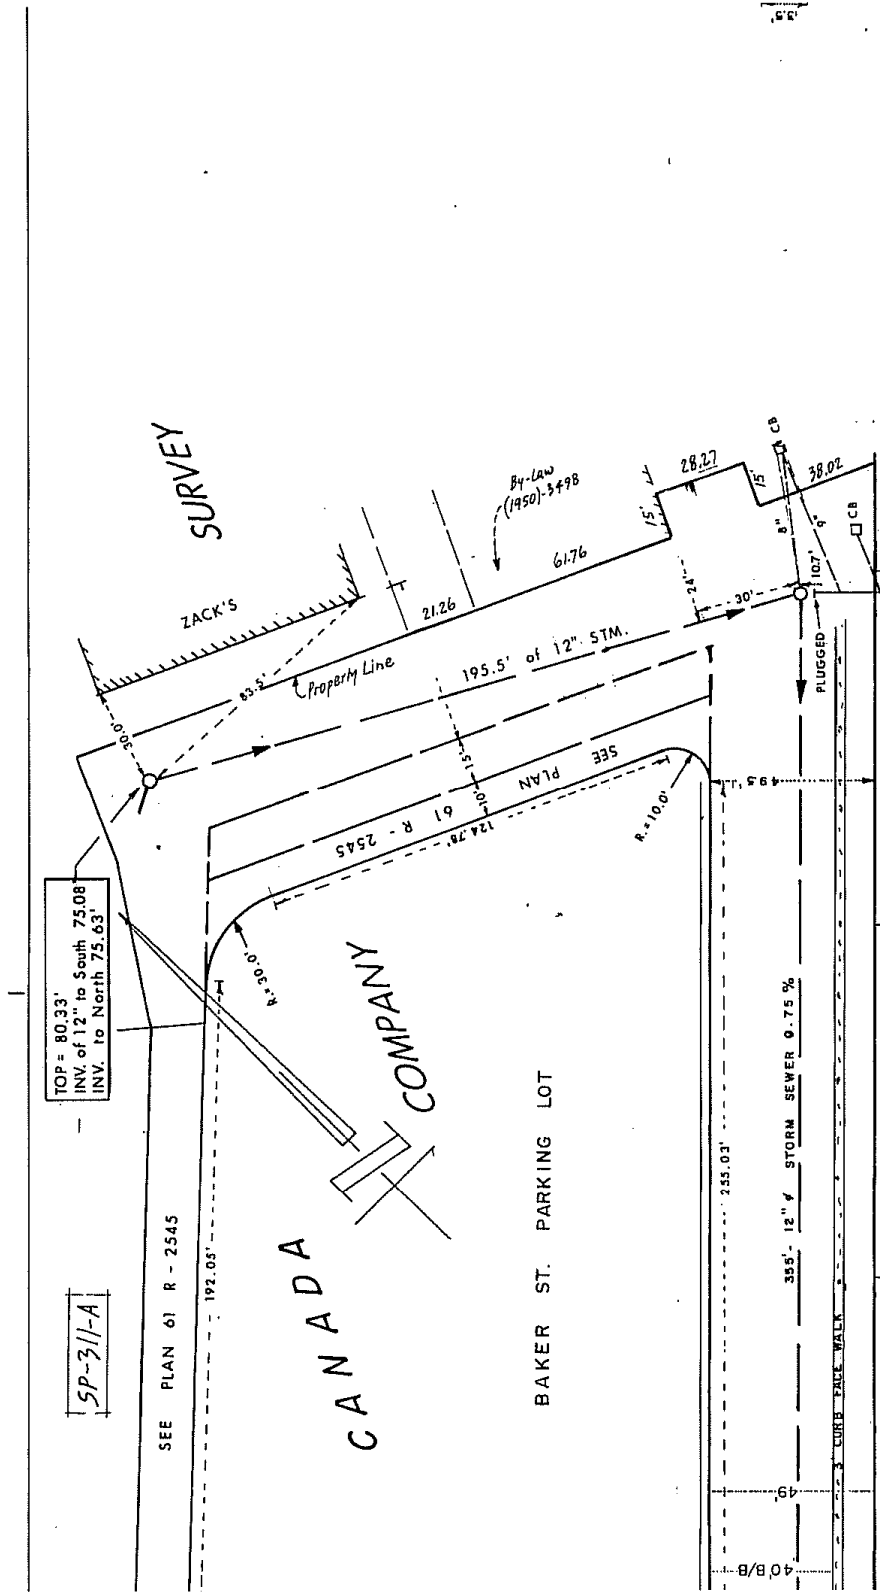 3.5'
SURVEY
ZACK'S
By-Law
(1950)-3498
28.27
15'
15'
CB
38.02
8"
9"
CB
61.76
21.26
24'
30'
10.7'
PLUGGED
195.5' of 12" STM.
Property Line
83.5'
30.0'
15'
10'
SEE PLAN 61 R - 2545
124.78'
R.=10.0'
49.5'
R.=30.0'
TOP = 80.33'
INV. of 12" to South 75.08'
INV. to North 75.63'
CANADA COMPANY
BAKER ST. PARKING LOT
SP-311-A
SEE PLAN 61 R - 2545
192.05'
255.03'
355'- 12" ø STORM SEWER 0.75 %
3' CURB FACE WALK
49'
40' B/B